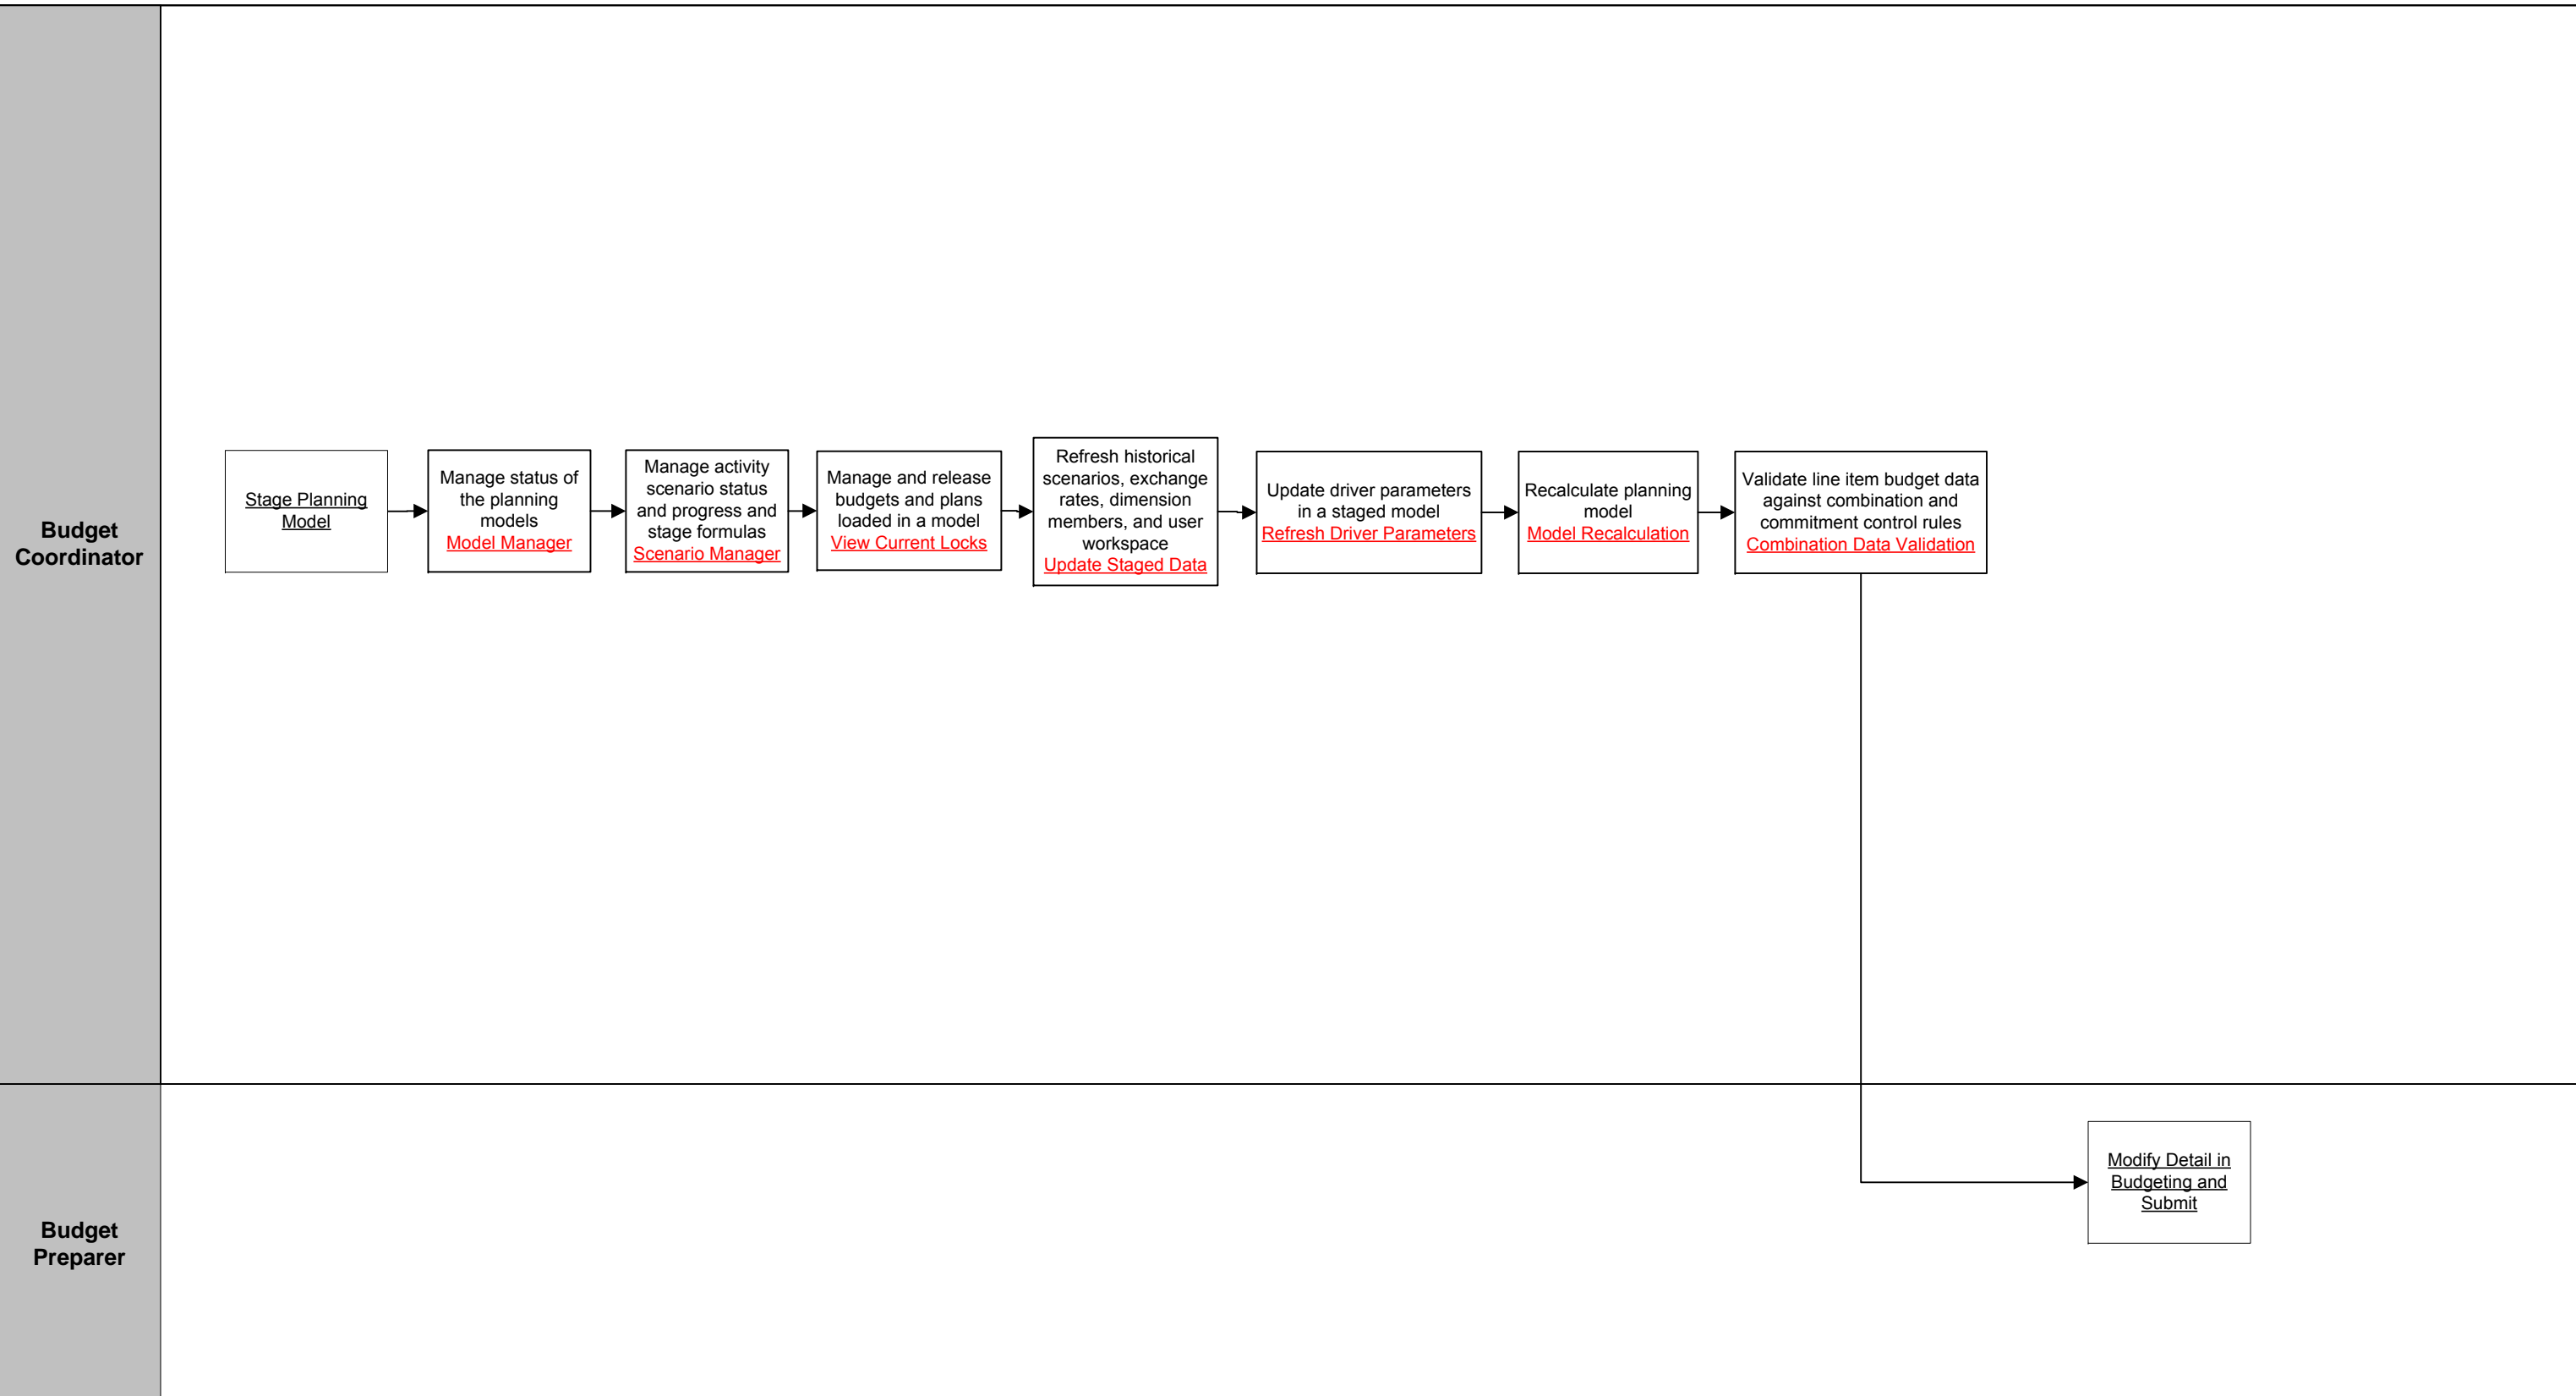 Budget
Coordinator
Stage Planning
Model
Manage status of
the planning
models
Model Manager
Manage activity
scenario status
and progress and
stage formulas
Scenario Manager
Manage and release
budgets and plans
loaded in a model
View Current Locks
Refresh historical
scenarios, exchange
rates, dimension
members, and user
workspace
Update Staged Data
Update driver parameters
in a staged model
Refresh Driver Parameters
Recalculate planning
model
Model Recalculation
Validate line item budget data
against combination and
commitment control rules
Combination Data Validation
Budget
Preparer
Modify Detail in
Budgeting and
Submit